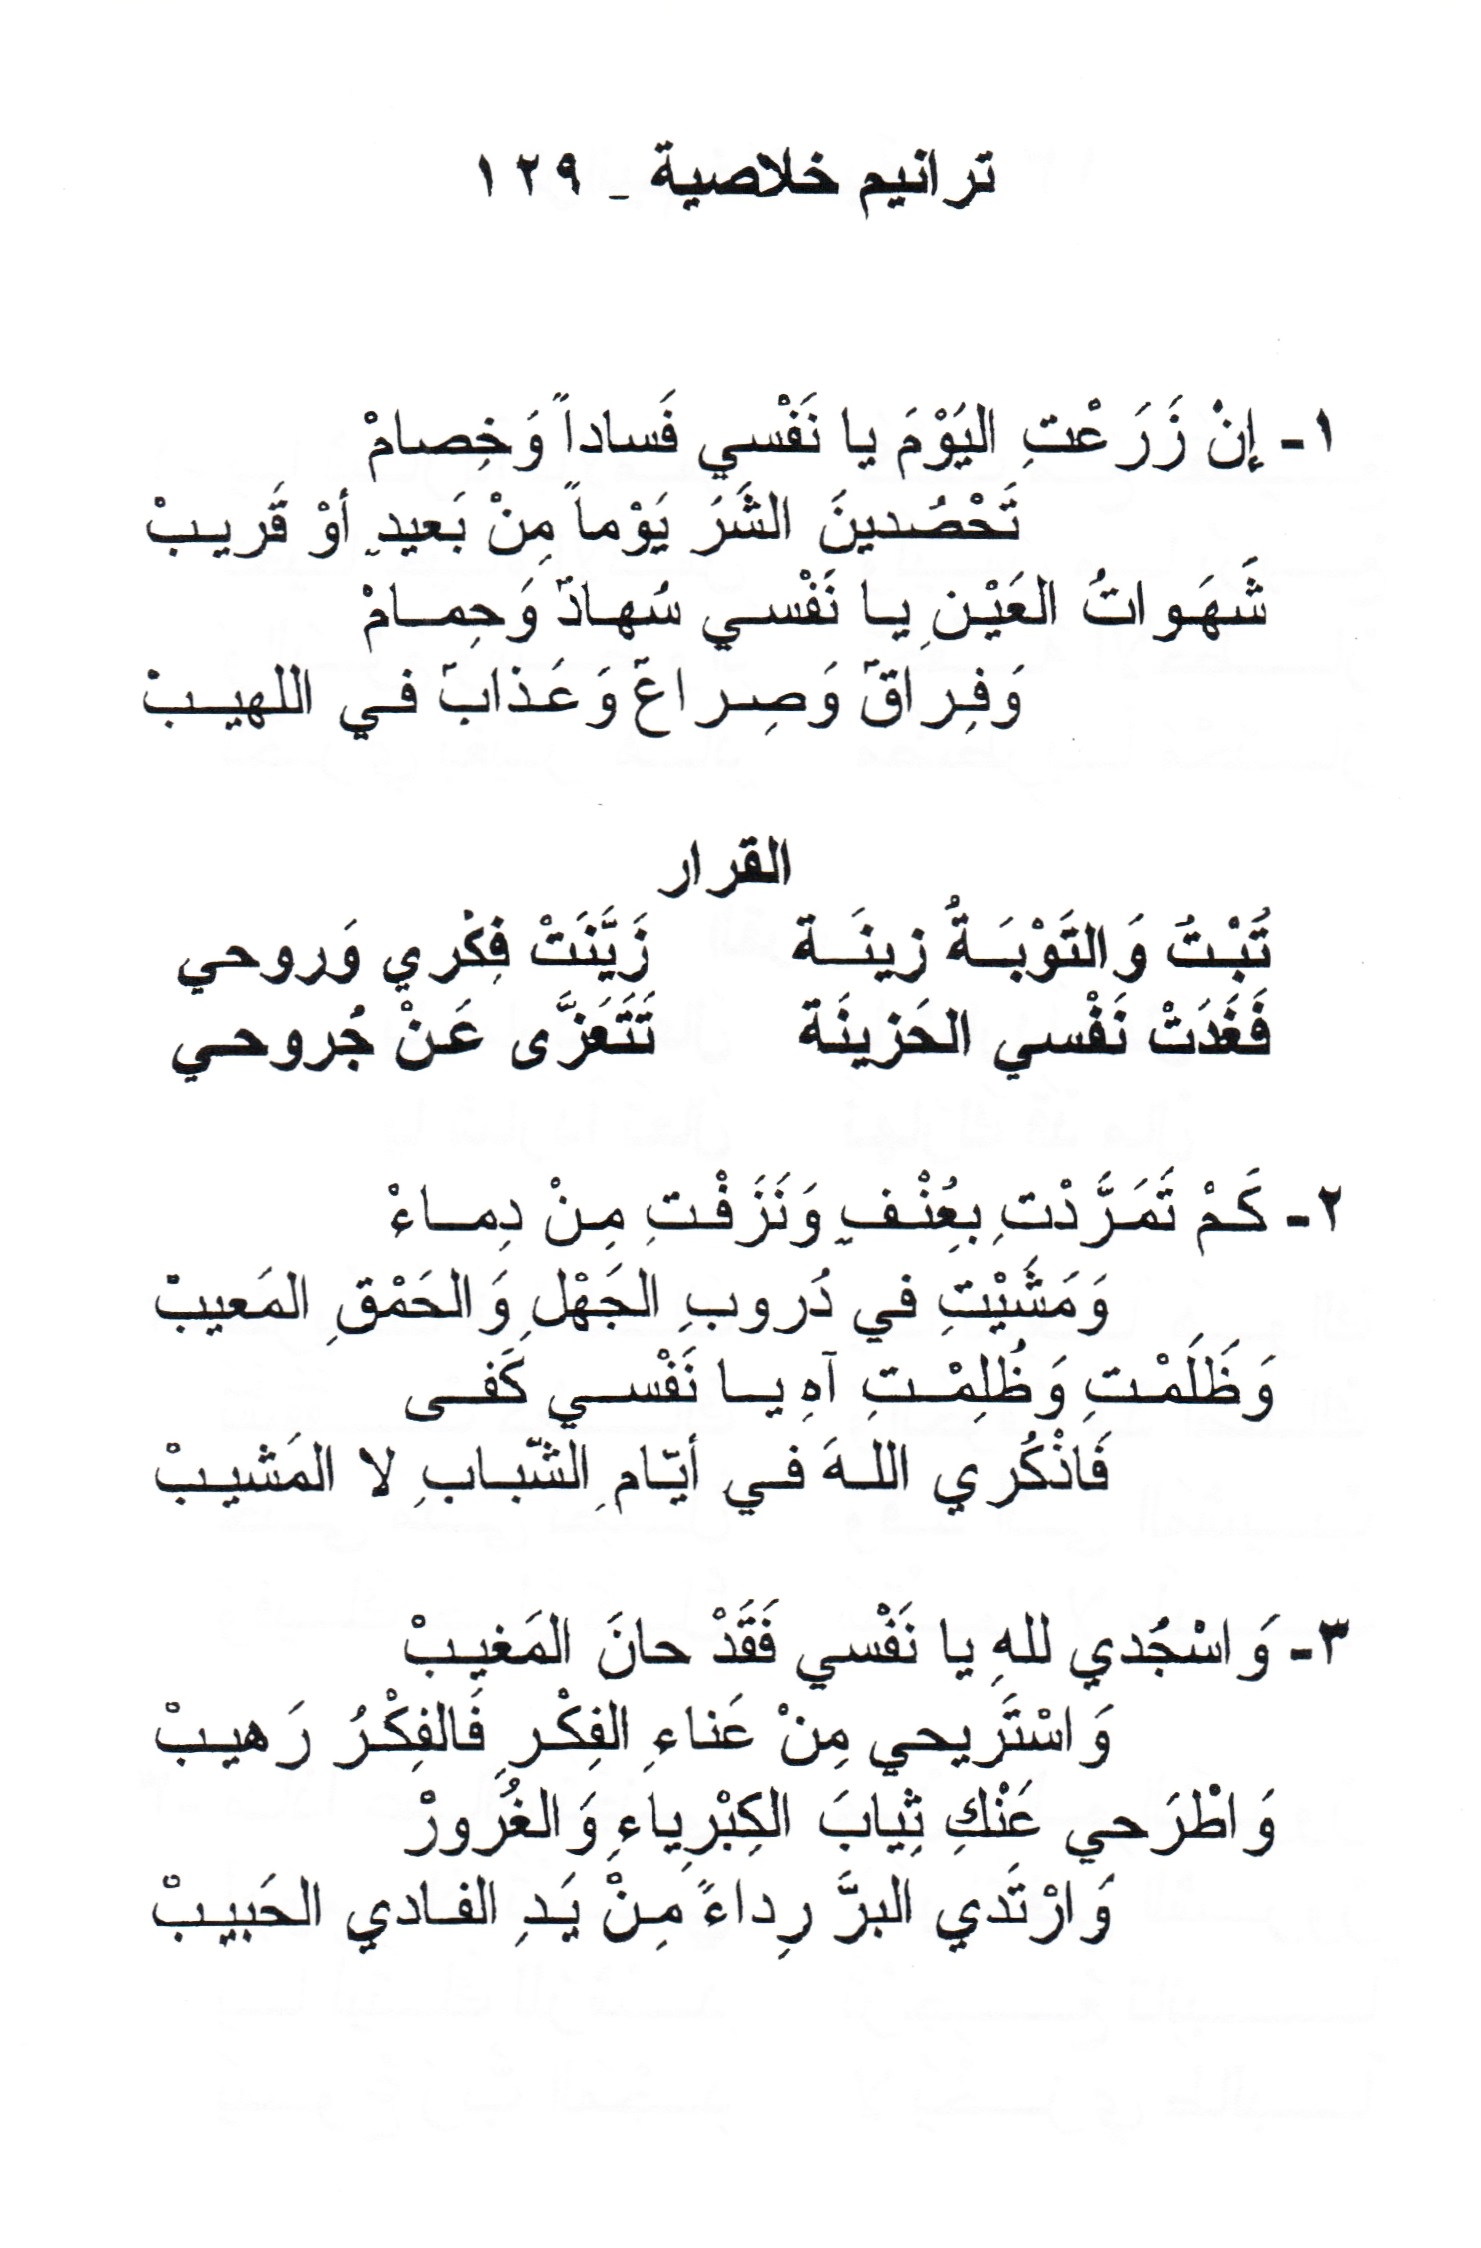 ترانيم خلاصية - ١٢٩
١- إِنْ زَرَعْتِ اليَوْمَ يا نَفْسي فَساداً وَخِصامْ
تَحْصُدينَ الشَرَ يَوْماً مِنْ بَعيدِ أوْ قَريبْ
شَهَواتُ العَيْنِ يا نَفْسي سُهادٌ وَحِمامْ
وَفِراقٌ وَصِراعٌ وَعَذابٌ في اللهيبْ
القرار
تُبْتُ وَالتَوْبَةُ زينَة زَيَّنَتْ فِكْري وَروحي
فَغَدَتْ نَفْسي الحَزينَة تَتَعَزَّى عَنْ جُروحي
٢- كَمْ تَمَرَّدْتِ بِعُنْفٍ وَنَزَفْتِ مِنْ دِماءْ
وَمَشَيْتِ في دُروبِ الجَهْلِ وَالحَمْقِ المَعيبْ
وَظَلَمْتِ وَظُلِمْتِ آهِ يا نَفْسي كَفى
فَاذْكُري اللهَ في أيّامِ الشّبابِ لا المَشيبْ
٣- وَاسْجُدي للهِ يا نَفْسي فَقَدْ حانَ المَغيبْ
وَاسْتَريحي مِنْ عَناءِ الفِكْرِ فَالفِكْرُ رَهيبْ
وَاطْرَحي عَنْكِ ثِيابَ الكِبْرِياءِ وَالغُرورْ
وَارْتَدي البرَّ رِداءً مِنْ يَدِ الفادي الحَبيبْ